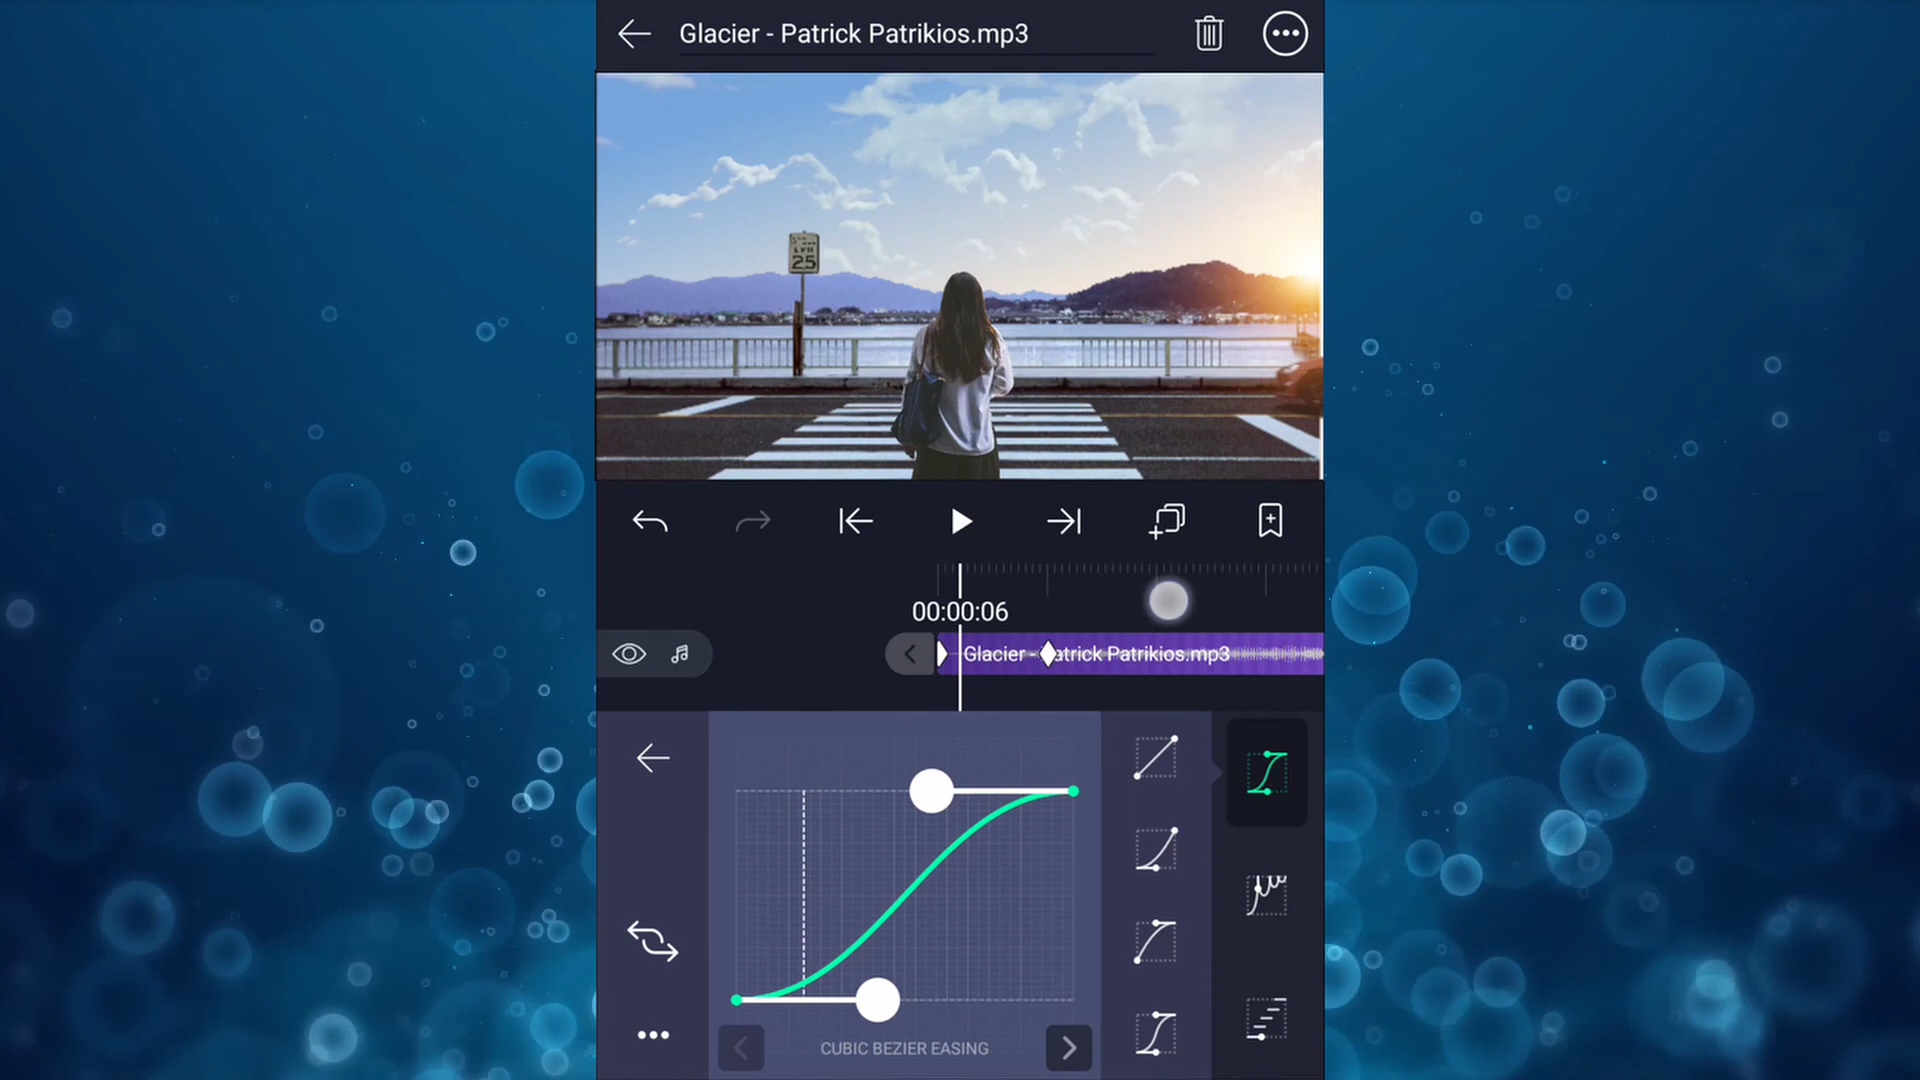 Glacier - Patrick Patrikios.mp3
25
00:00:06
Glacier - atrick Patrikios.mp3
CUBIC BEZIER EASING